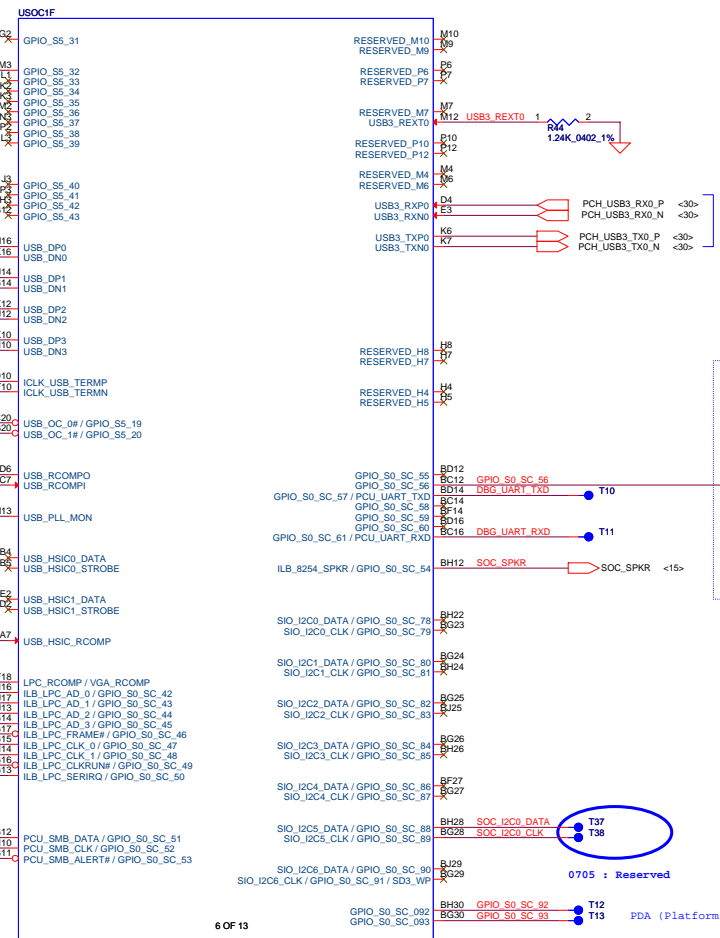 USOC1F
GPIO_S5_31
GPIO_S5_32
GPIO_S5_33
GPIO_S5_34
GPIO_S5_35
GPIO_S5_36
GPIO_S5_37
GPIO_S5_38
GPIO_S5_39
GPIO_S5_40
GPIO_S5_41
GPIO_S5_42
GPIO_S5_43
USB_DP0
USB_DN0
USB_DP1
USB_DN1
USB_DP2
USB_DN2
USB_DP3
USB_DN3
ICLK_USB_TERMP
ICLK_USB_TERMN
USB_OC_0# / GPIO_S5_19
USB_OC_1# / GPIO_S5_20
USB_RCOMPO
USB_RCOMPI
USB_PLL_MON
USB_HSIC0_DATA
USB_HSIC0_STROBE
USB_HSIC1_DATA
USB_HSIC1_STROBE
USB_HSIC_RCOMP
LPC_RCOMP / VGA_RCOMP
ILB_LPC_AD_0 / GPIO_S0_SC_42
ILB_LPC_AD_1 / GPIO_S0_SC_43
ILB_LPC_AD_2 / GPIO_S0_SC_44
ILB_LPC_AD_3 / GPIO_S0_SC_45
ILB_LPC_FRAME# / GPIO_S0_SC_46
ILB_LPC_CLK_0 / GPIO_S0_SC_47
ILB_LPC_CLK_1 / GPIO_S0_SC_48
ILB_LPC_CLKRUN# / GPIO_S0_SC_49
ILB_LPC_SERIRQ / GPIO_S0_SC_50
PCU_SMB_DATA / GPIO_S0_SC_51
PCU_SMB_CLK / GPIO_S0_SC_52
PCU_SMB_ALERT# / GPIO_S0_SC_53
RESERVED_M10 M10
RESERVED_M9 M9
RESERVED_P6 P6
RESERVED_P7 P7
RESERVED_M7 M7
USB3_REXT0 M12 USB3_REXT0 1 2
R44
1.24K_0402_1%
RESERVED_P10 P10
RESERVED_P12 P12
RESERVED_M4 M4
RESERVED_M6 M6
USB3_RXP0 D4 PCH_USB3_RX0_P <30>
USB3_RXN0 E3 PCH_USB3_RX0_N <30>
USB3_TXP0 K6 PCH_USB3_TX0_P <30>
USB3_TXN0 K7 PCH_USB3_TX0_N <30>
RESERVED_H8 H8
RESERVED_H7 H7
RESERVED_H4 H4
RESERVED_H5 H5
GPIO_S0_SC_55 BD12
GPIO_S0_SC_56 BC12 GPIO_S0_SC_56
GPIO_S0_SC_57 / PCU_UART_TXD BD14 DBG_UART_TXD T10
GPIO_S0_SC_58 BC14
GPIO_S0_SC_59 BF14
GPIO_S0_SC_60 BD16
GPIO_S0_SC_61 / PCU_UART_RXD BC16 DBG_UART_RXD T11
ILB_8254_SPKR / GPIO_S0_SC_54 BH12 SOC_SPKR SOC_SPKR <15>
SIO_I2C0_DATA / GPIO_S0_SC_78 BH22
SIO_I2C0_CLK / GPIO_S0_SC_79 BG23
SIO_I2C1_DATA / GPIO_S0_SC_80 BG24
SIO_I2C1_CLK / GPIO_S0_SC_81 BH24
SIO_I2C2_DATA / GPIO_S0_SC_82 BG25
SIO_I2C2_CLK / GPIO_S0_SC_83 BJ25
SIO_I2C3_DATA / GPIO_S0_SC_84 BG26
SIO_I2C3_CLK / GPIO_S0_SC_85 BH26
SIO_I2C4_DATA / GPIO_S0_SC_86 BF27
SIO_I2C4_CLK / GPIO_S0_SC_87 BG27
SIO_I2C5_DATA / GPIO_S0_SC_88 BH28 SOC_I2C0_DATA T37
SIO_I2C5_CLK / GPIO_S0_SC_89 BG28 SOC_I2C0_CLK T38
0705 : Reserved
SIO_I2C6_DATA / GPIO_S0_SC_90 BJ29
SIO_I2C6_CLK / GPIO_S0_SC_91 / SD3_WP BG29
GPIO_S0_SC_092 BH30 GPIO_S0_SC_92 T12
GPIO_S0_SC_093 BG30 GPIO_S0_SC_93 T13 PDA (Platform
6 OF 13